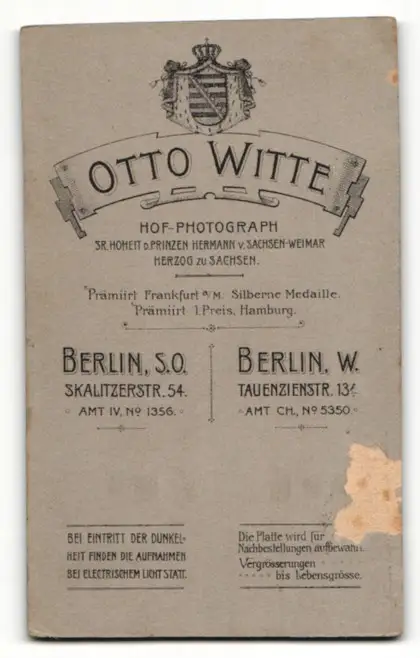 OTTO WITTE
HOF-PHOTOGRAPH
SR. HOHEIT D. PRINZEN HERMANN V. SACHSEN-WEIMAR
HERZOG ZU SACHSEN.
Prämiirt Frankfurt a/M. Silberne Medaille.
Prämiirt 1. Preis, Hamburg.
BERLIN, S.O.
SKALITZERSTR. 54.
AMT IV, No 1356.
BERLIN, W.
TAUENZIENSTR. 13
AMT CH., No 5350
BEI EINTRITT DER DUNKEL-
HEIT FINDEN DIE AUFNAHMEN
BEI ELECTRISCHEM LICHT STATT.
Die Platte wird für
Nachbestellungen aufbewahrt.
Vergrösserungen
bis Lebensgrösse.